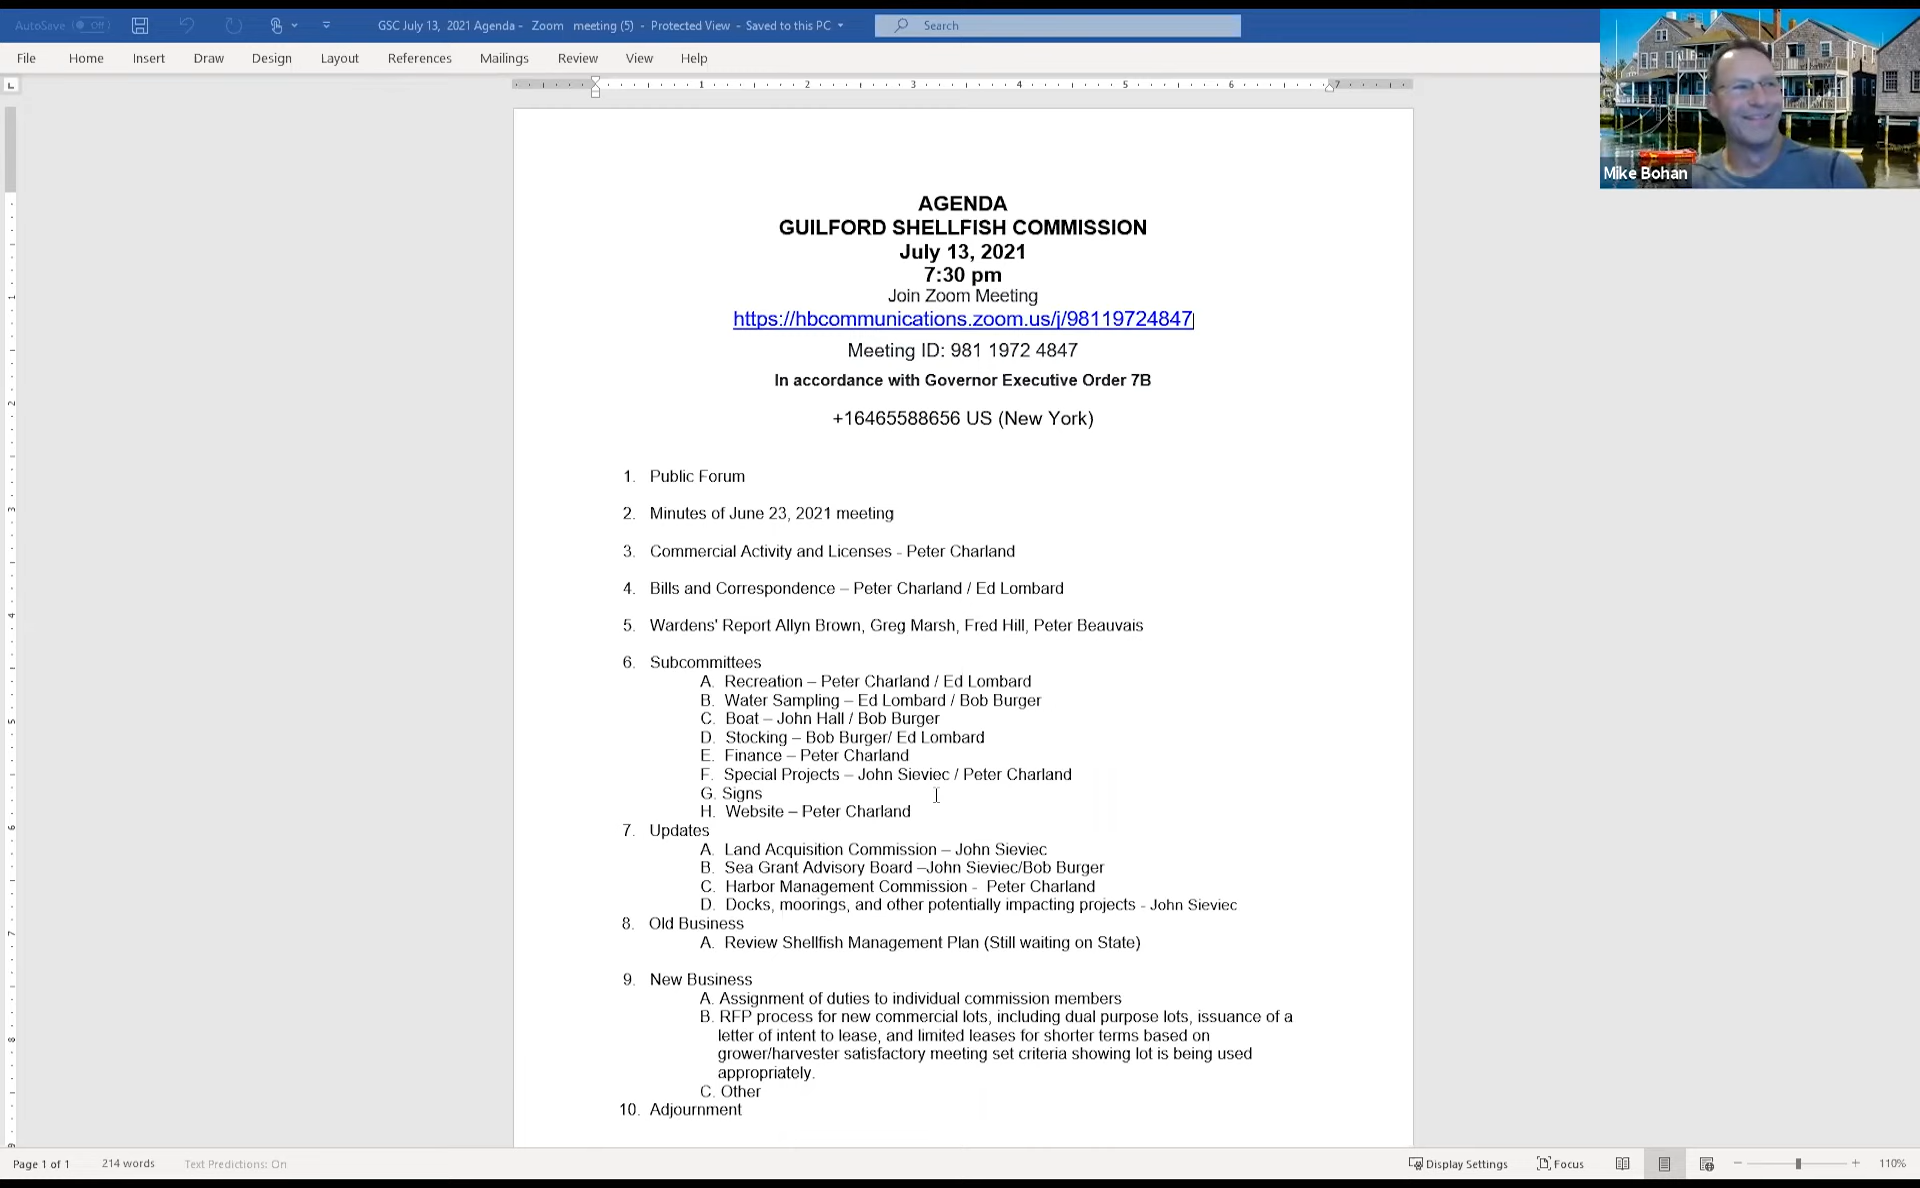 AutoSave Off
GSC July 13, 2021 Agenda - Zoom meeting (5) - Protected View - Saved to this PC
Search
File Home Insert Draw Design Layout References Mailings Review View Help
1 2 3 4 5 6 7
Mike Bohan
AGENDA
GUILFORD SHELLFISH COMMISSION
July 13, 2021
7:30 pm
Join Zoom Meeting
https://hbcommunications.zoom.us/j/98119724847
Meeting ID: 981 1972 4847
In accordance with Governor Executive Order 7B
+16465588656 US (New York)
1. Public Forum
2. Minutes of June 23, 2021 meeting
3. Commercial Activity and Licenses - Peter Charland
4. Bills and Correspondence – Peter Charland / Ed Lombard
5. Wardens' Report Allyn Brown, Greg Marsh, Fred Hill, Peter Beauvais
6. Subcommittees
A. Recreation – Peter Charland / Ed Lombard
B. Water Sampling – Ed Lombard / Bob Burger
C. Boat – John Hall / Bob Burger
D. Stocking – Bob Burger/ Ed Lombard
E. Finance – Peter Charland
F. Special Projects – John Sieviec / Peter Charland
G. Signs
H. Website – Peter Charland
7. Updates
A. Land Acquisition Commission – John Sieviec
B. Sea Grant Advisory Board –John Sieviec/Bob Burger
C. Harbor Management Commission - Peter Charland
D. Docks, moorings, and other potentially impacting projects - John Sieviec
8. Old Business
A. Review Shellfish Management Plan (Still waiting on State)
9. New Business
A. Assignment of duties to individual commission members
B. RFP process for new commercial lots, including dual purpose lots, issuance of a
letter of intent to lease, and limited leases for shorter terms based on
grower/harvester satisfactory meeting set criteria showing lot is being used
appropriately.
C. Other
10. Adjournment
Page 1 of 1 214 words Text Predictions: On
Display Settings Focus 110%